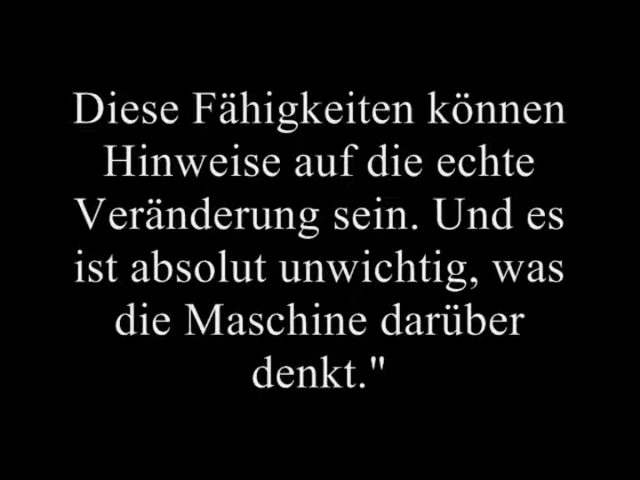 Diese Fähigkeiten können
Hinweise auf die echte
Veränderung sein. Und es
ist absolut unwichtig, was
die Maschine darüber
denkt."